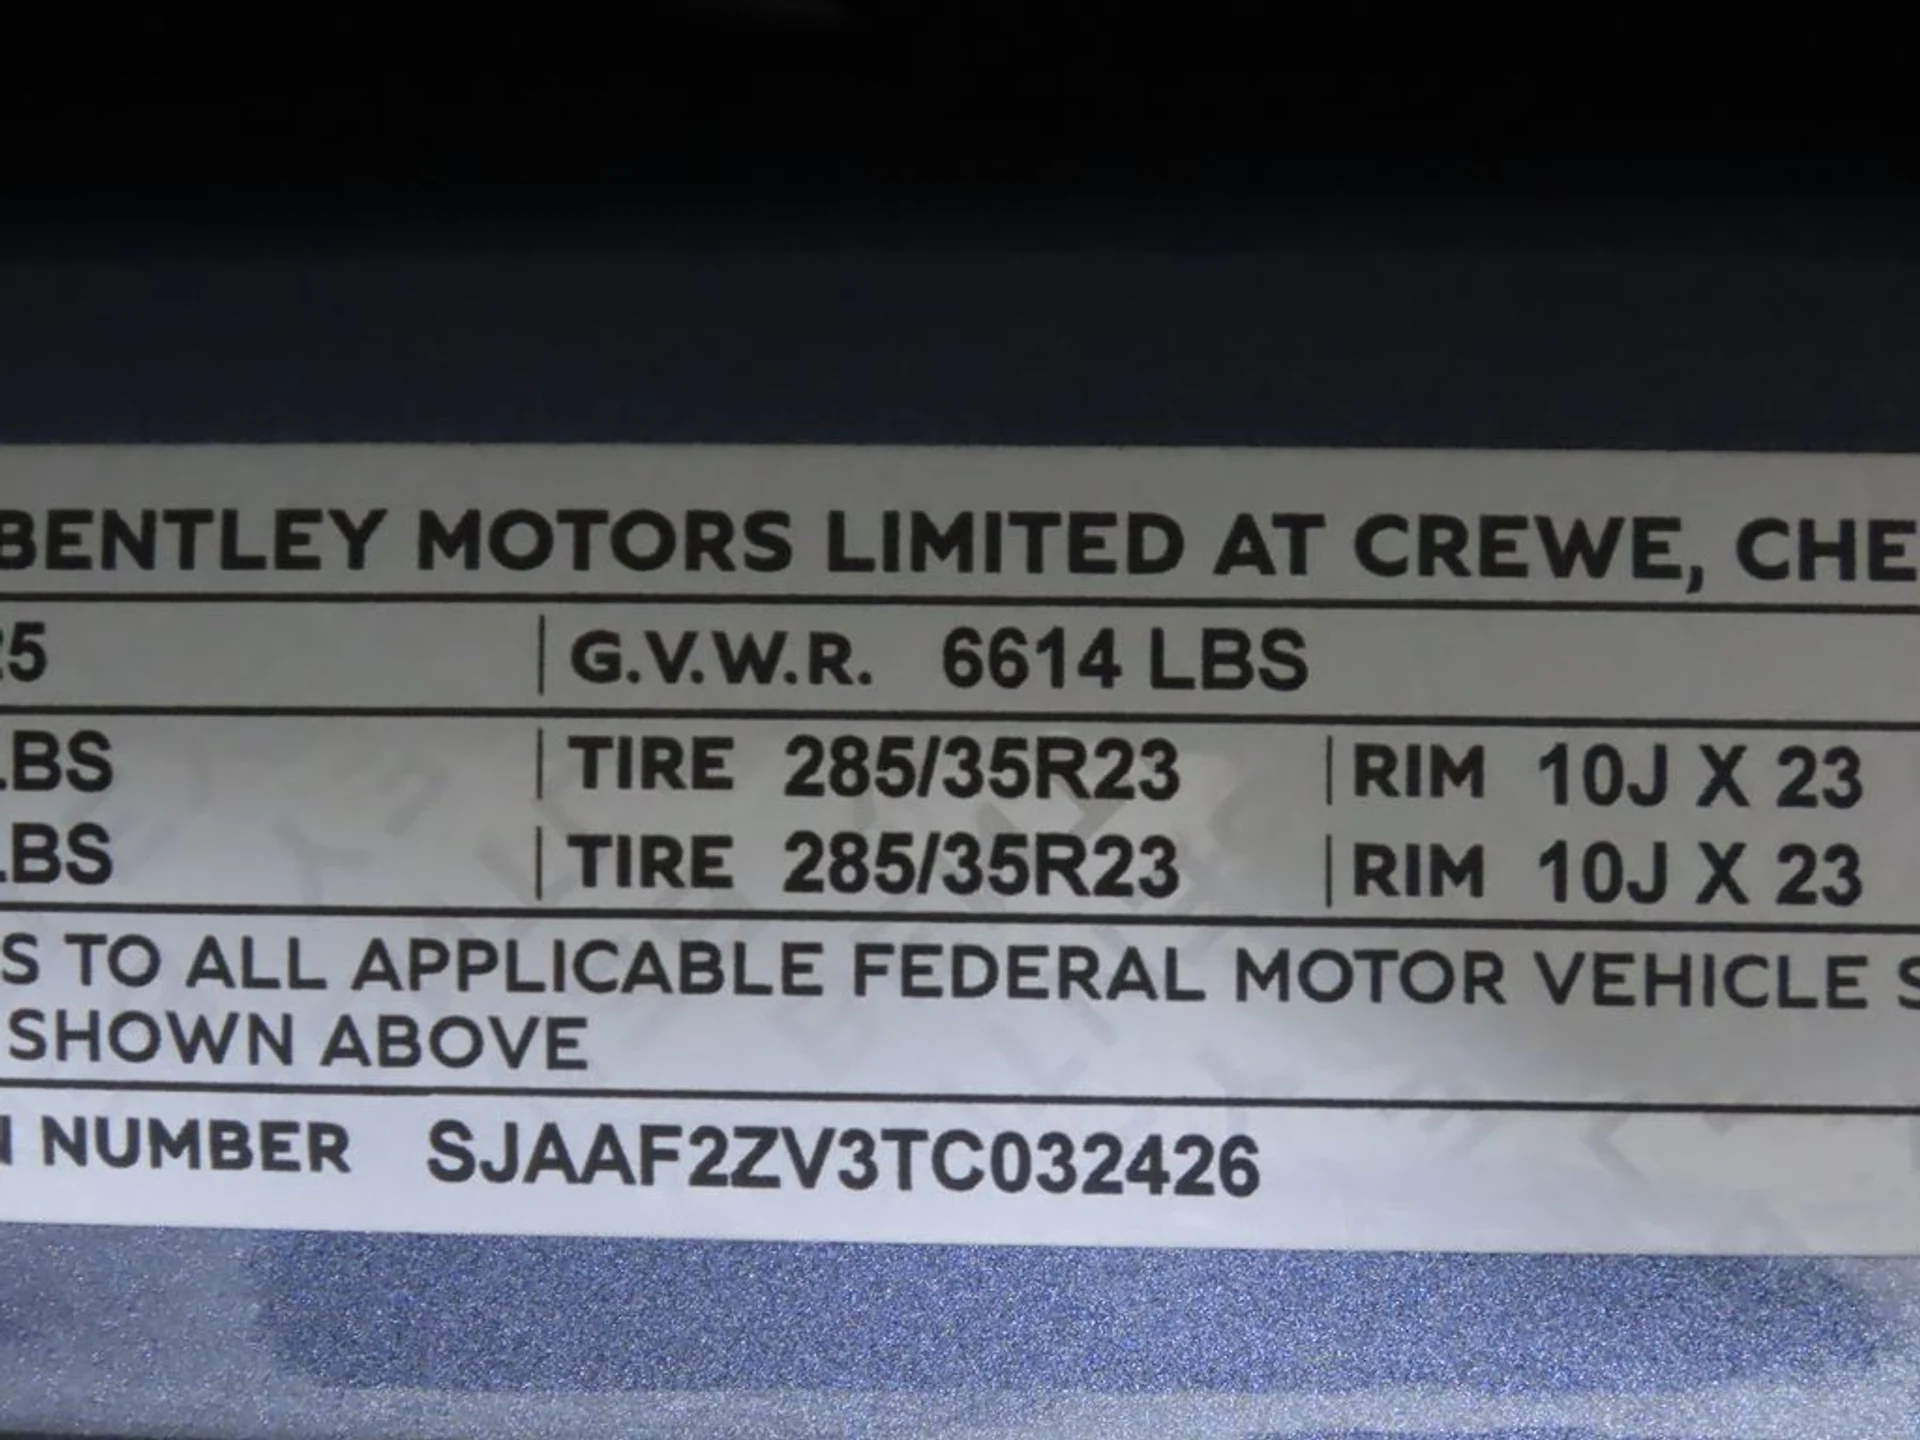 BENTLEY MOTORS LIMITED AT CREWE, CHE
25 | G.V.W.R. 6614 LBS
LBS | TIRE 285/35R23 | RIM 10J X 23
LBS | TIRE 285/35R23 | RIM 10J X 23
S TO ALL APPLICABLE FEDERAL MOTOR VEHICLE S
SHOWN ABOVE
N NUMBER SJAAF2ZV3TC032426